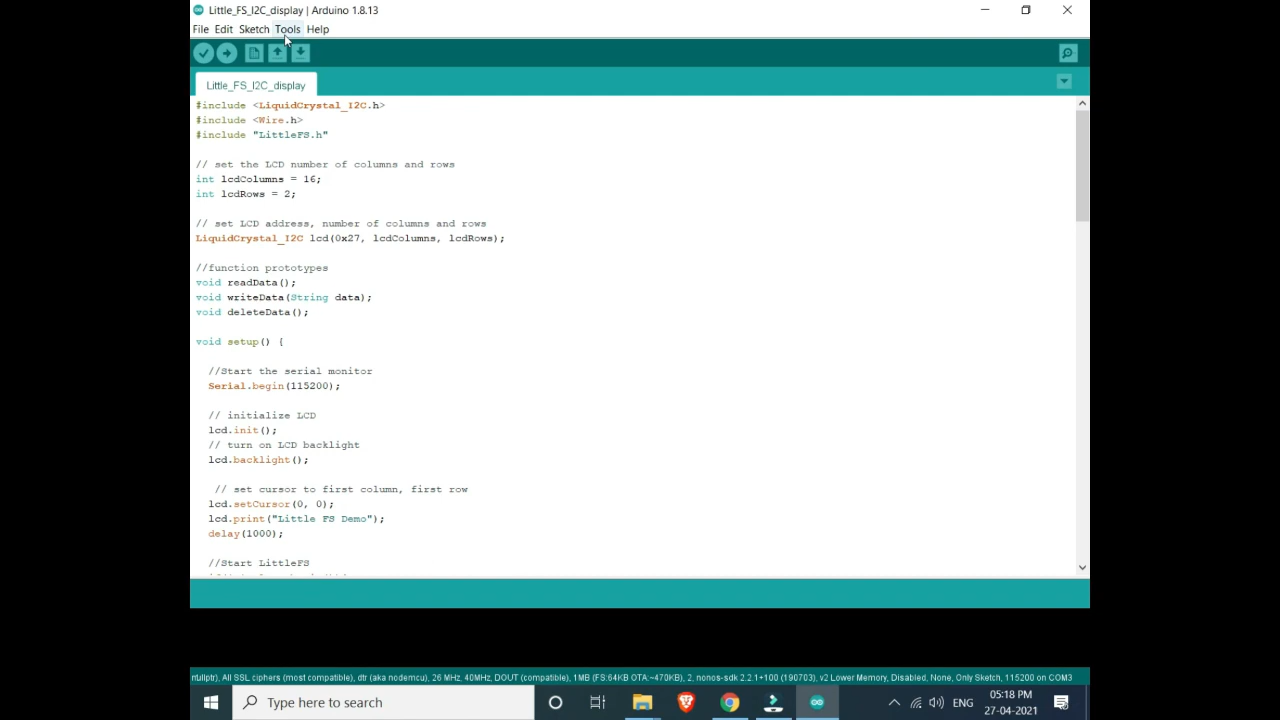 Little_FS_I2C_display | Arduino 1.8.13
File Edit Sketch Tools Help
Little_FS_I2C_display
#include <LiquidCrystal_I2C.h>
#include <Wire.h>
#include "LittleFS.h"
// set the LCD number of columns and rows
int lcdColumns = 16;
int lcdRows = 2;
// set LCD address, number of columns and rows
LiquidCrystal_I2C lcd(0x27, lcdColumns, lcdRows);
//function prototypes
void readData();
void writeData(String data);
void deleteData();
void setup() {
//Start the serial monitor
Serial.begin(115200);
// initialize LCD
lcd.init();
// turn on LCD backlight
lcd.backlight();
// set cursor to first column, first row
lcd.setCursor(0, 0);
lcd.print("Little FS Demo");
delay(1000);
//Start LittleFS
All SSL ciphers (most compatible), dtr (aka nodemcu), 26 MHz, 40MHz, DOUT (compatible), 1MB (FS:64KB OTA:~470KB), 2, nonos-sdk 2.2.1+100 (190703), v2 Lower Memory, Disabled, None, Only Sketch, 115200 on COM3
Type here to search
ENG
05:18 PM
27-04-2021